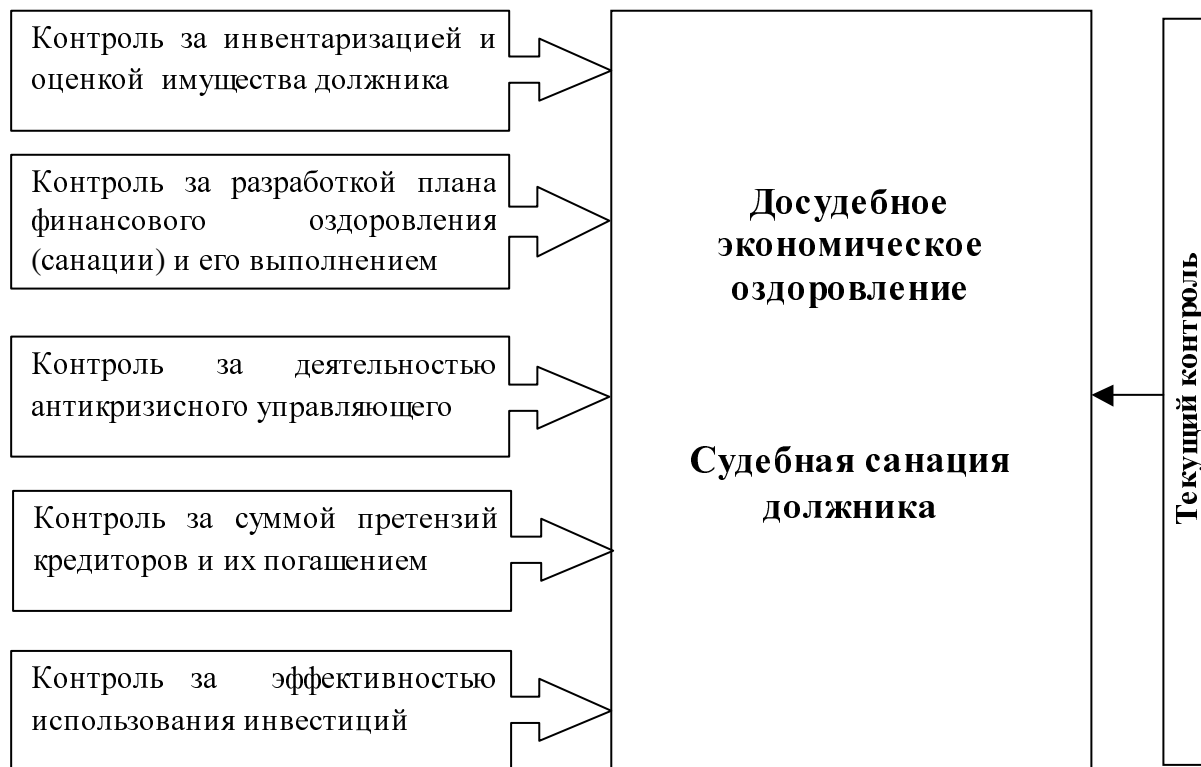 Контроль за инвентаризацией и
оценкой имущества должника
Контроль за разработкой плана
финансового оздоровления
(санации) и его выполнением
Контроль за деятельностью
антикризисного управляющего
Контроль за суммой претензий
кредиторов и их погашением
Контроль за эффективностью
использования инвестиций
Досудебное
экономическое
оздоровление
Судебная санация
должника
Текущий контроль